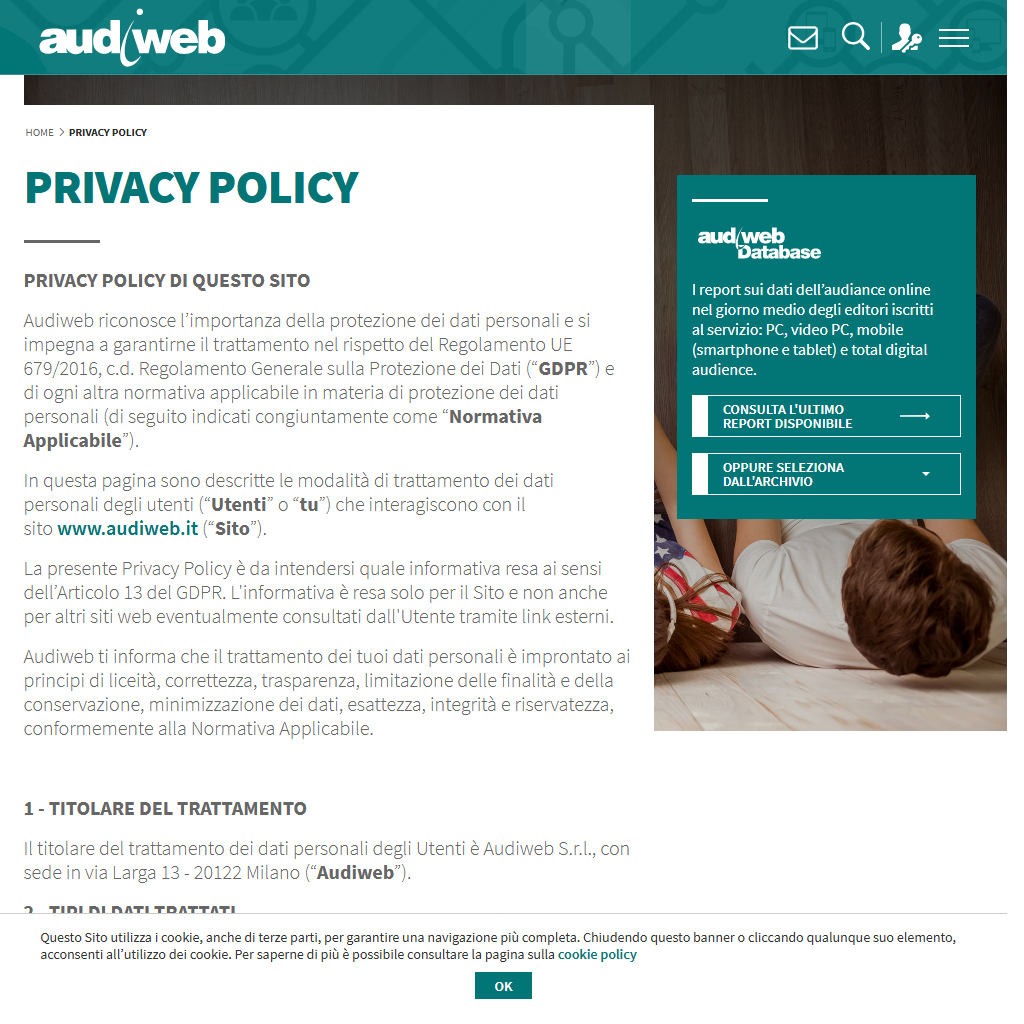 audiweb
HOME > PRIVACY POLICY
PRIVACY POLICY
PRIVACY POLICY DI QUESTO SITO
Audiweb riconosce l’importanza della protezione dei dati personali e si
impegna a garantirne il trattamento nel rispetto del Regolamento UE
679/2016, c.d. Regolamento Generale sulla Protezione dei Dati (“GDPR”) e
di ogni altra normativa applicabile in materia di protezione dei dati
personali (di seguito indicati congiuntamente come “Normativa
Applicabile”).
In questa pagina sono descritte le modalità di trattamento dei dati
personali degli utenti (“Utenti” o “tu”) che interagiscono con il
sito www.audiweb.it (“Sito”).
La presente Privacy Policy è da intendersi quale informativa resa ai sensi
dell’Articolo 13 del GDPR. L'informativa è resa solo per il Sito e non anche
per altri siti web eventualmente consultati dall'Utente tramite link esterni.
Audiweb ti informa che il trattamento dei tuoi dati personali è improntato ai
principi di liceità, correttezza, trasparenza, limitazione delle finalità e della
conservazione, minimizzazione dei dati, esattezza, integrità e riservatezza,
conformemente alla Normativa Applicabile.
1 - TITOLARE DEL TRATTAMENTO
Il titolare del trattamento dei dati personali degli Utenti è Audiweb S.r.l., con
sede in via Larga 13 - 20122 Milano (“Audiweb”).
2 - TIPI DI DATI TRATTATI
audiweb
Database
I report sui dati dell’audiance online
nel giorno medio degli editori iscritti
al servizio: PC, video PC, mobile
(smartphone e tablet) e total digital
audience.
CONSULTA L'ULTIMO
REPORT DISPONIBILE
OPPURE SELEZIONA
DALL'ARCHIVIO
Questo Sito utilizza i cookie, anche di terze parti, per garantire una navigazione più completa. Chiudendo questo banner o cliccando qualunque suo elemento,
acconsenti all’utilizzo dei cookie. Per saperne di più è possibile consultare la pagina sulla cookie policy
OK